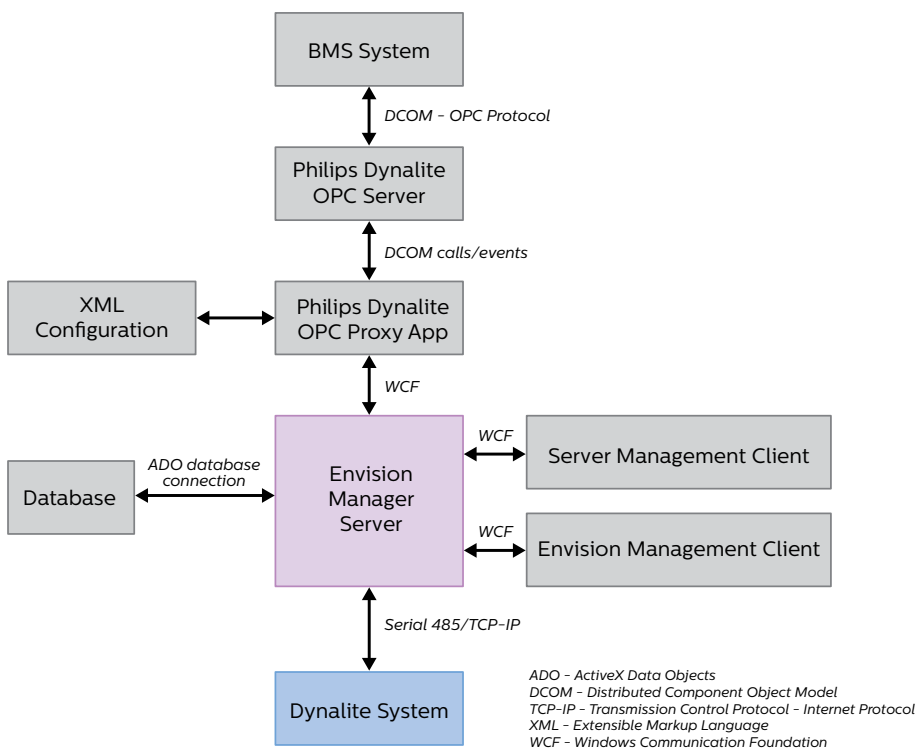 BMS System
DCOM - OPC Protocol
Philips Dynalite
OPC Server
DCOM calls/events
XML
Configuration
Philips Dynalite
OPC Proxy App
WCF
Database
ADO database
connection
Envision
Manager
Server
WCF
Server Management Client
WCF
Envision Management Client
Serial 485/TCP-IP
Dynalite System
ADO - ActiveX Data Objects
DCOM - Distributed Component Object Model
TCP-IP - Transmission Control Protocol - Internet Protocol
XML - Extensible Markup Language
WCF - Windows Communication Foundation